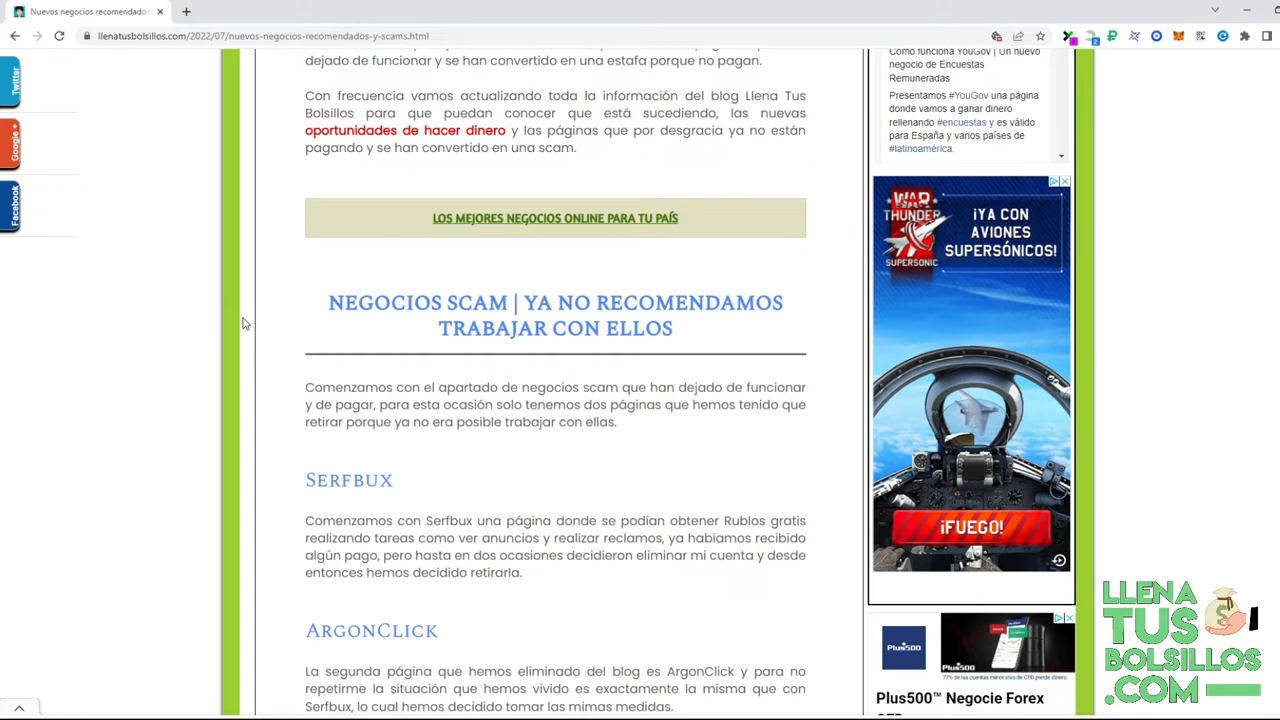 Nuevos negocios recomendados
llenatusbolsillos.com/2022/07/nuevos-negocios-recomendados-y-scams.html
Twitter
Google +
Facebook
dejado de funcionar y se han convertido en una estafa porque no pagan.
Con frecuencia vamos actualizando toda la información del blog Llena Tus
Bolsillos para que puedan conocer que está sucediendo, las nuevas
oportunidades de hacer dinero y las páginas que por desgracia ya no están
pagando y se han convertido en una scam.
LOS MEJORES NEGOCIOS ONLINE PARA TU PAÍS
NEGOCIOS SCAM | YA NO RECOMENDAMOS
TRABAJAR CON ELLOS
Comenzamos con el apartado de negocios scam que han dejado de funcionar
y de pagar, para esta ocasión solo tenemos dos páginas que hemos tenido que
retirar porque ya no era posible trabajar con ellas.
Serfbux
Comenzamos con Serfbux una página donde se podían obtener Rublos gratis
realizando tareas como ver anuncios y realizar reclamos, ya habíamos recibido
algún pago, pero hasta en dos ocasiones decidieron eliminar mi cuenta y desde
entonces hemos decidido retirarla.
ArgonClick
La segunda página que hemos eliminado del blog es ArgonClick y para no
repetirnos la situación que hemos vivido es exactamente la misma que con
Serfbux, lo cual hemos decidido tomar las mimas medidas.
Como funciona YouGov | Un nuevo
negocio de Encuestas
Remuneradas
Presentamos #YouGov una página
donde vamos a ganar dinero
rellenando #encuestas y es válido
para España y varios países de
#latinoamérica.
WAR
THUNDER
SUPERSONIC
¡YA CON
AVIONES
SUPERSÓNICOS!
¡FUEGO!
Plus500
Plus500
77% de las cuentas minoristas de CFD pierde dinero.
Plus500™ Negocie Forex
LLENA
TUS
BOLSILLOS
.COM